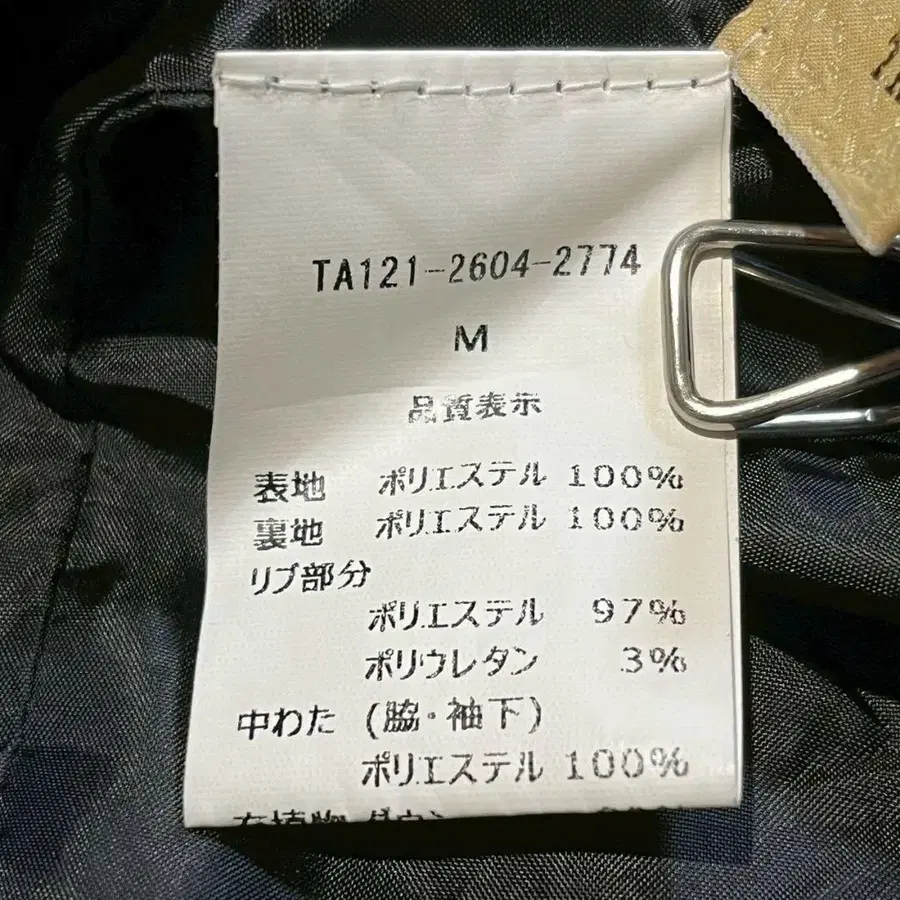 TA121-2604-2774
M
品質表示
表地 ポリエステル 100%
裏地 ポリエステル 100%
リブ部分
ポリエステル 97%
ポリウレタン 3%
中わた (脇・袖下)
ポリエステル 100%